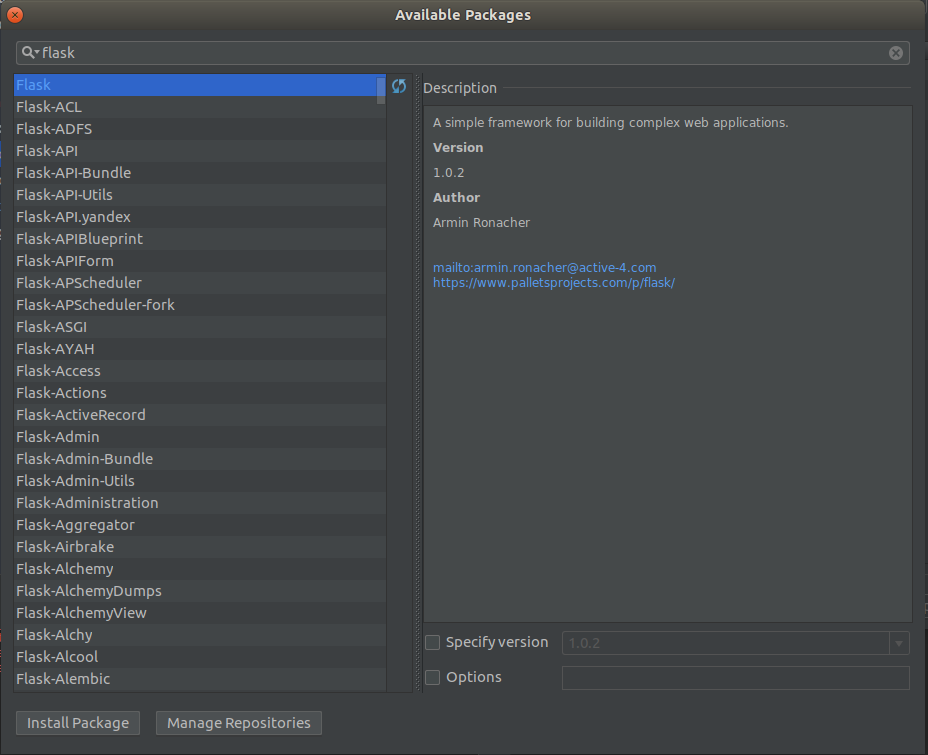 Available Packages
flask
Flask
Flask-ACL
Flask-ADFS
Flask-API
Flask-API-Bundle
Flask-API-Utils
Flask-API.yandex
Flask-APIBlueprint
Flask-APIForm
Flask-APScheduler
Flask-APScheduler-fork
Flask-ASGI
Flask-AYAH
Flask-Access
Flask-Actions
Flask-ActiveRecord
Flask-Admin
Flask-Admin-Bundle
Flask-Admin-Utils
Flask-Administration
Flask-Aggregator
Flask-Airbrake
Flask-Alchemy
Flask-AlchemyDumps
Flask-AlchemyView
Flask-Alchy
Flask-Alcool
Flask-Alembic
Description
A simple framework for building complex web applications.
Version
1.0.2
Author
Armin Ronacher
mailto:armin.ronacher@active-4.com
https://www.palletsprojects.com/p/flask/
Specify version 1.0.2
Options
Install Package Manage Repositories